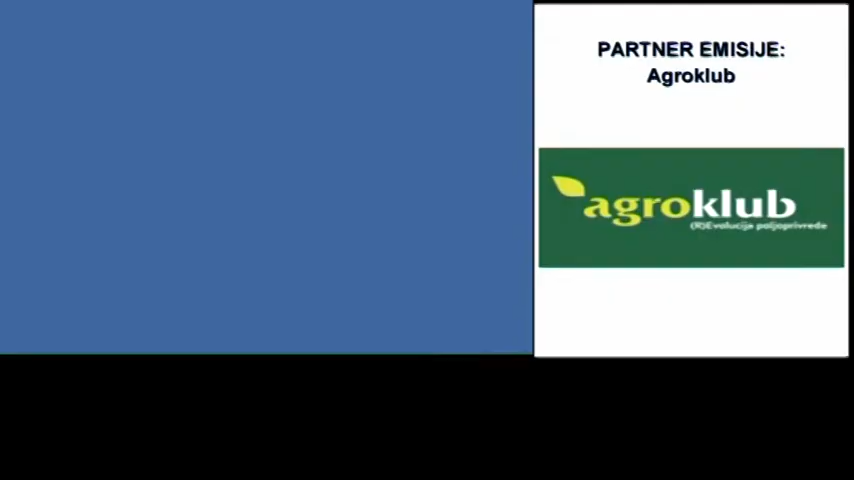 PARTNER EMISIJE:
Agroklub
agroklub
(R)Evolucija poljoprivrede